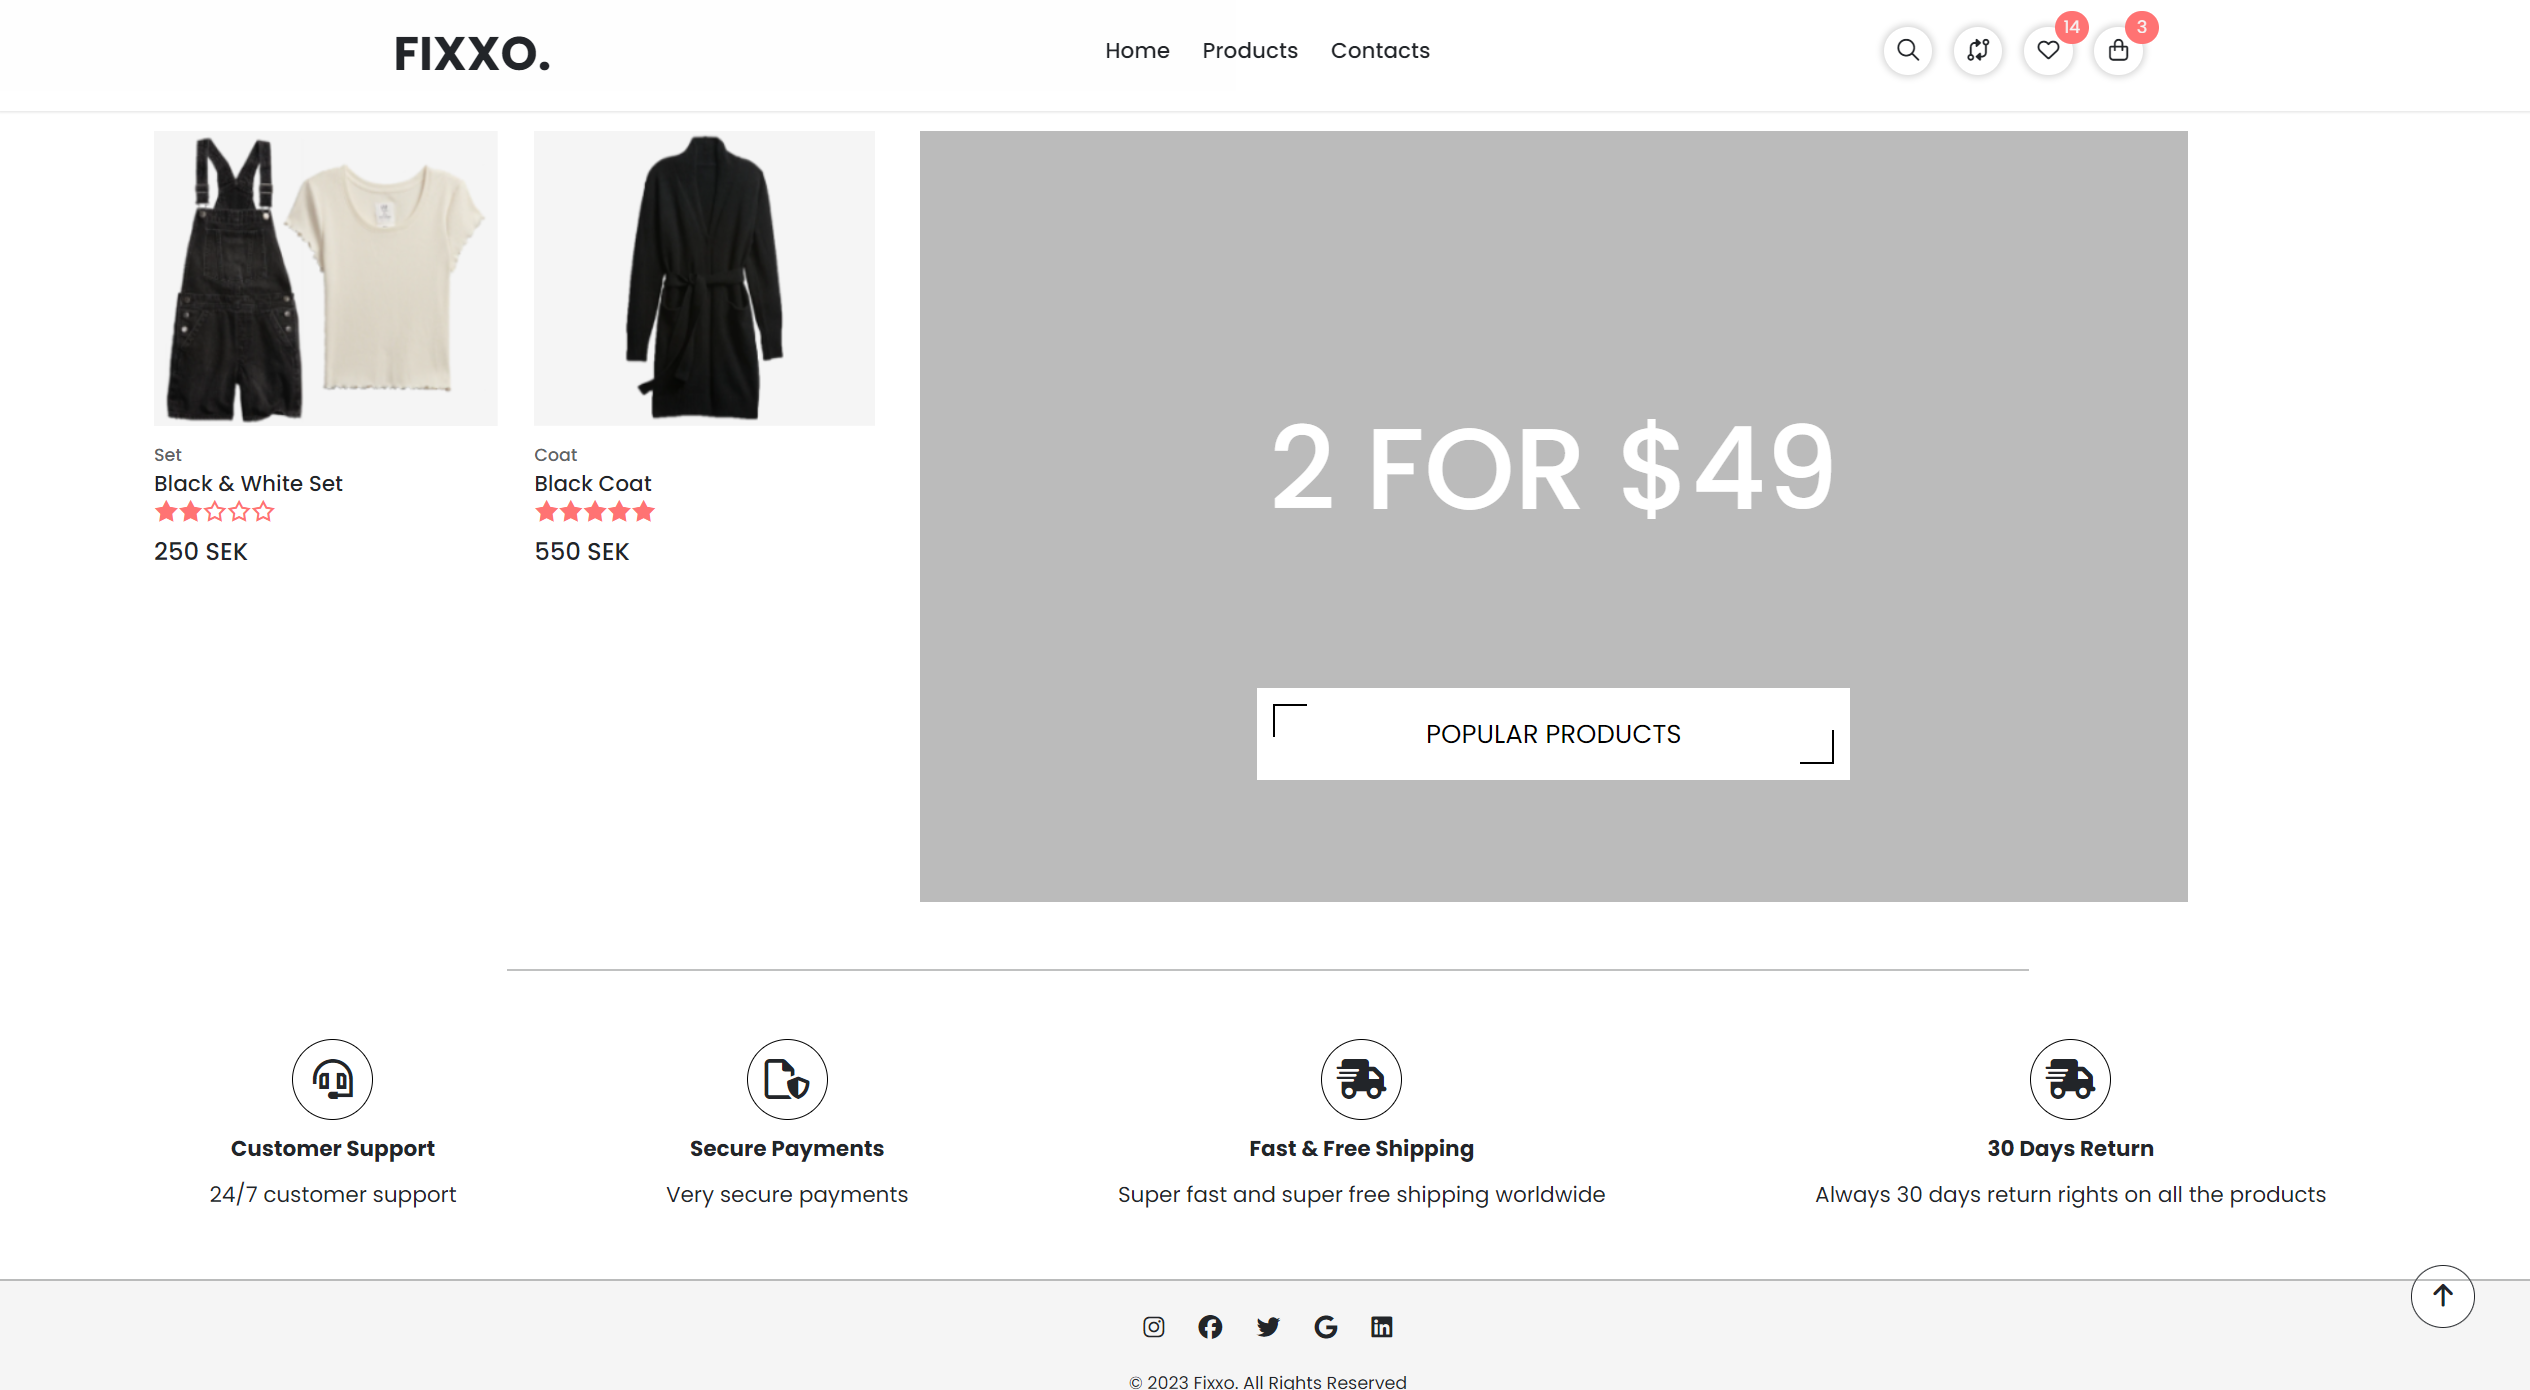 FIXXO.
Home Products Contacts
14 3
Set
Black & White Set
250 SEK
Coat
Black Coat
550 SEK
2 FOR $49
POPULAR PRODUCTS
Customer Support
24/7 customer support
Secure Payments
Very secure payments
Fast & Free Shipping
Super fast and super free shipping worldwide
30 Days Return
Always 30 days return rights on all the products
© 2023 Fixxo. All Rights Reserved